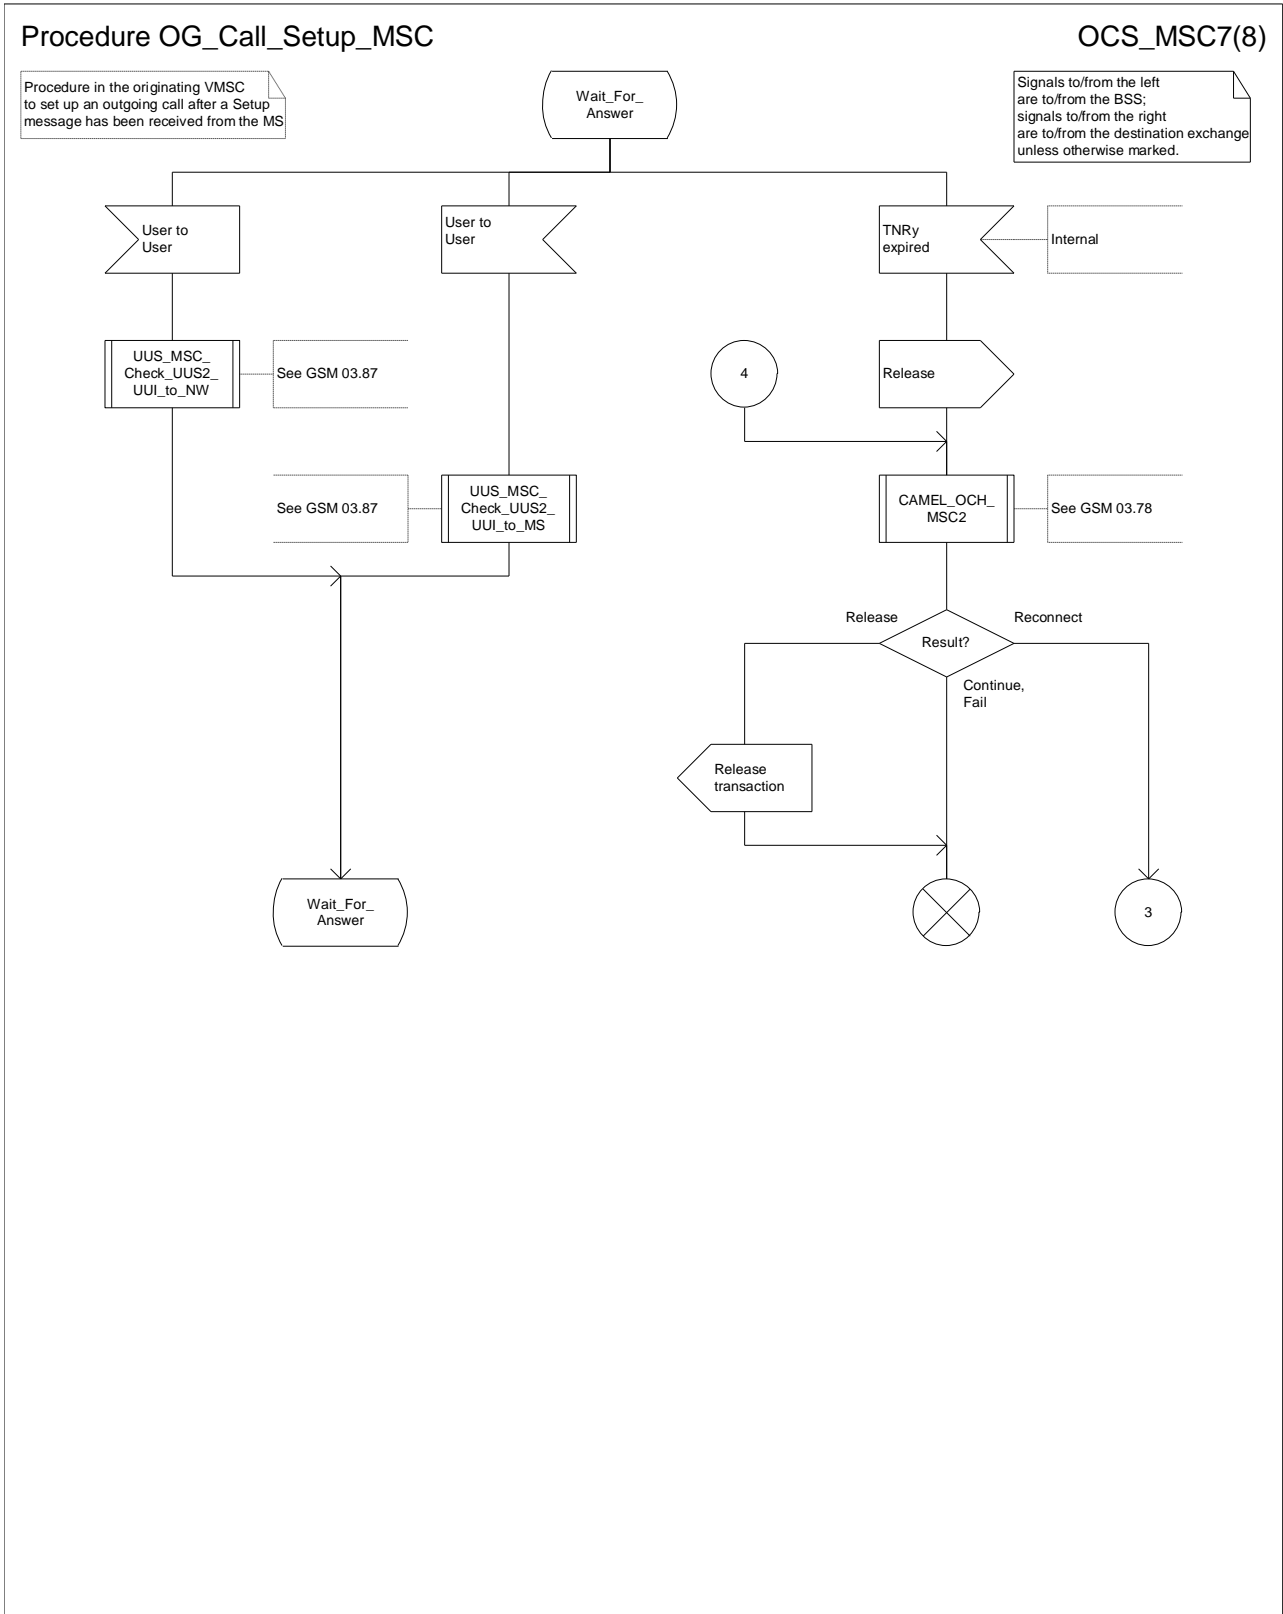 Procedure OG_Call_Setup_MSC
OCS_MSC7(8)
Procedure in the originating VMSC
to set up an outgoing call after a Setup
message has been received from the MS
Wait_For_
Answer
Signals to/from the left
are to/from the BSS;
signals to/from the right
are to/from the destination exchange
unless otherwise marked.
User to
User
User to
User
TNRy
expired
Internal
UUS_MSC_
Check_UUS2_
UUI_to_NW
See GSM 03.87
4
Release
See GSM 03.87
UUS_MSC_
Check_UUS2_
UUI_to_MS
CAMEL_OCH_
MSC2
See GSM 03.78
Release
Result?
Reconnect
Continue,
Fail
Release
transaction
Wait_For_
Answer
3